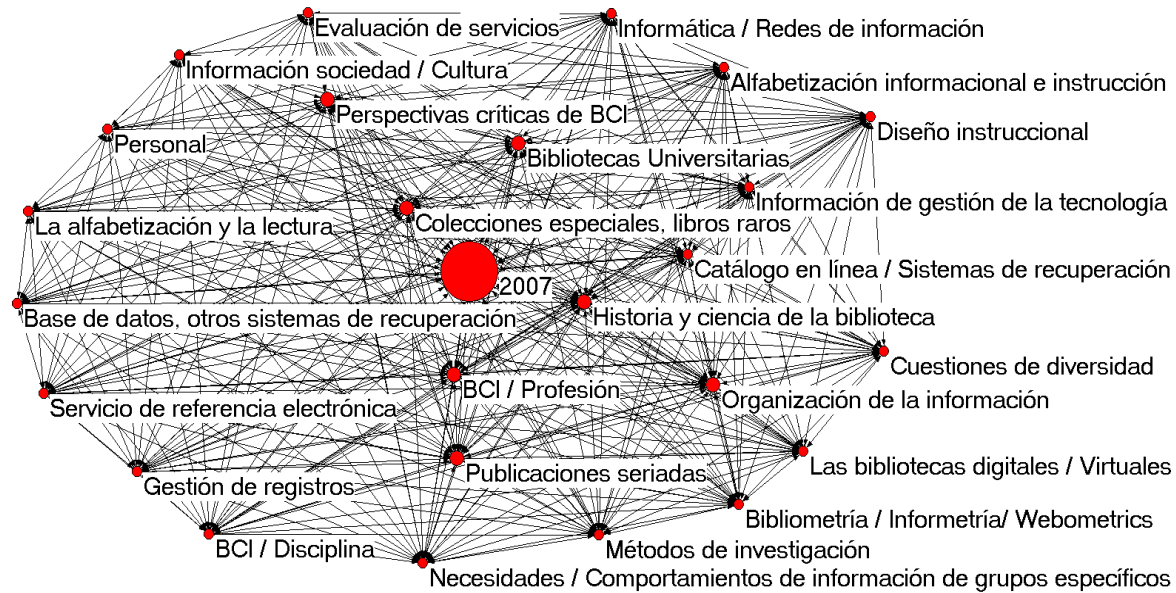 Evaluación de servicios
Informática / Redes de información
Información sociedad / Cultura
Alfabetización informacional e instrucción
Perspectivas críticas de BCI
Diseño instruccional
Personal
Bibliotecas Universitarias
Información de gestión de la tecnología
La alfabetización y la lectura
Colecciones especiales, libros raros
Catálogo en línea / Sistemas de recuperación
2007
Base de datos, otros sistemas de recuperación
Historia y ciencia de la biblioteca
Cuestiones de diversidad
BCI / Profesión
Organización de la información
Servicio de referencia electrónica
Las bibliotecas digitales / Virtuales
Publicaciones seriadas
Gestión de registros
Bibliometría / Informetría/ Webometrics
BCI / Disciplina
Métodos de investigación
Necesidades / Comportamientos de información de grupos específicos